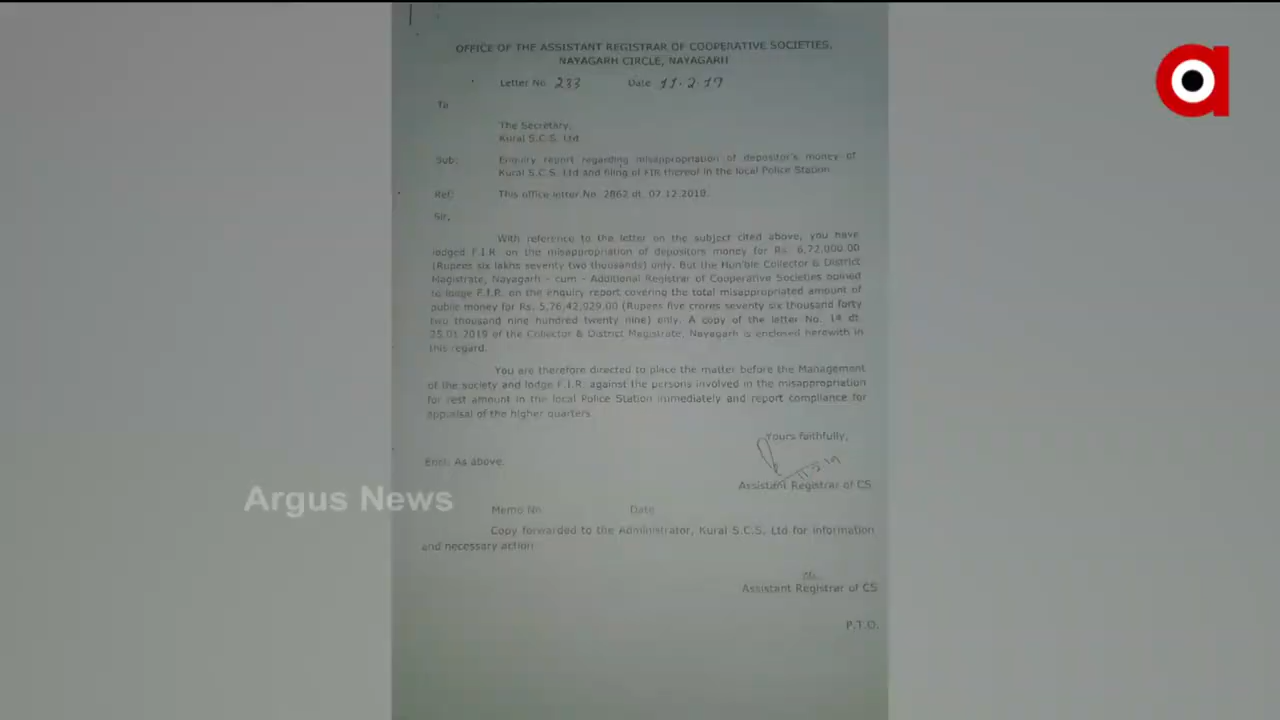 OFFICE OF THE ASSISTANT REGISTRAR OF COOPERATIVE SOCIETIES,
NAYAGARH CIRCLE, NAYAGARH
Letter No 233 Date 11.2.19
To
The Secretary,
Kural S.C.S. Ltd
Sub: Enquiry report regarding misappropriation of depositor's money of
Kural S.C.S. Ltd and filing of FIR thereof in the local Police Station.
Ref: This office letter No. 2862 dt. 07.12.2018.
Sir,
With reference to the letter on the subject cited above, you have
lodged F.I.R. on the misappropriation of depositors money for Rs. 6,72,000.00
(Rupees six lakhs seventy two thousands) only. But the Hon'ble Collector & District
Magistrate, Nayagarh - cum - Additional Registrar of Cooperative Societies opined
to lodge F.I.R. on the enquiry report covering the total misappropriated amount of
public money for Rs. 5,76,42,929.00 (Rupees five crores seventy six thousand forty
two thousand nine hundred twenty nine) only. A copy of the letter No. 14 dt.
25.01.2019 of the Collector & District Magistrate, Nayagarh is enclosed herewith in
this regard.
You are therefore directed to place the matter before the Management
of the society and lodge F.I.R. against the persons involved in the misappropriation
for rest amount in the local Police Station immediately and report compliance for
appraisal of the higher quarters.
Yours faithfully,
Encl: As above.
11.2.19
Assistant Registrar of CS
Argus News
Memo No. Date
Copy forwarded to the Administrator, Kural S.C.S. Ltd for information
and necessary action.
Assistant Registrar of CS
P.T.O.